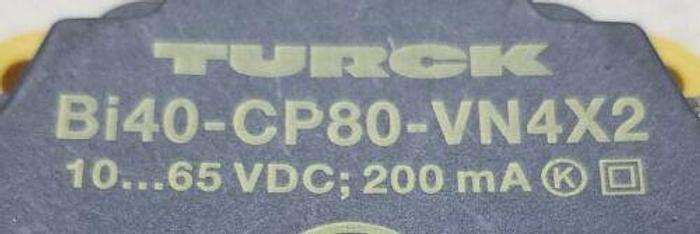 TURCK
Bi40-CP80-VN4X2
10...65 VDC; 200 mA K